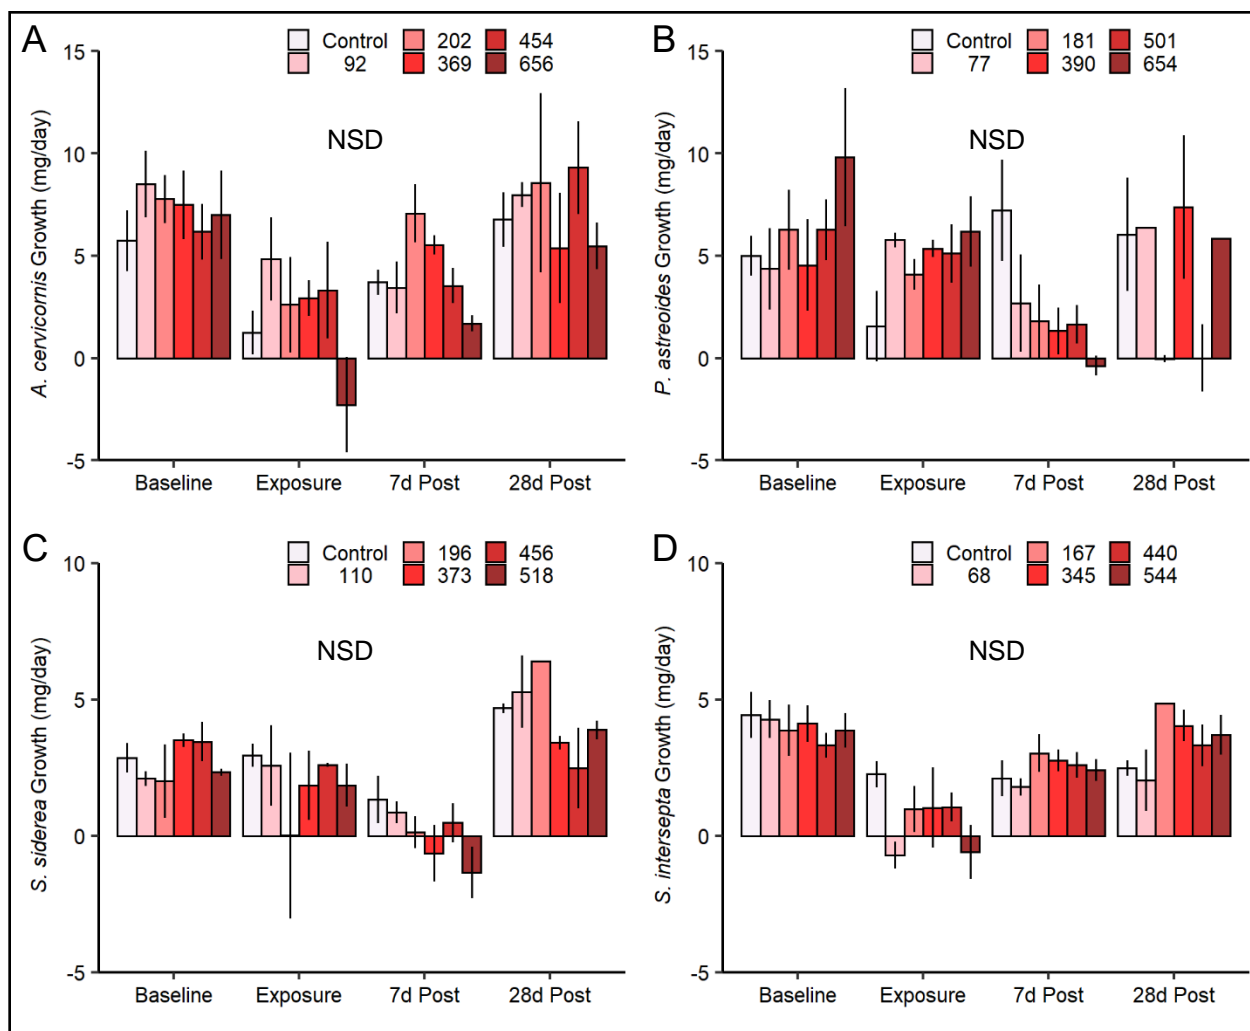 A
15
10
5
0
-5
A. cervicornis Growth (mg/day)
Control 202 454
92 369 656
NSD
Baseline Exposure 7d Post 28d Post
B
15
10
5
0
-5
P. astreoides Growth (mg/day)
Control 181 501
77 390 654
NSD
Baseline Exposure 7d Post 28d Post
C
10
5
0
-5
S. siderea Growth (mg/day)
Control 196 456
110 373 518
NSD
Baseline Exposure 7d Post 28d Post
D
10
5
0
-5
S. intersepta Growth (mg/day)
Control 167 440
68 345 544
NSD
Baseline Exposure 7d Post 28d Post